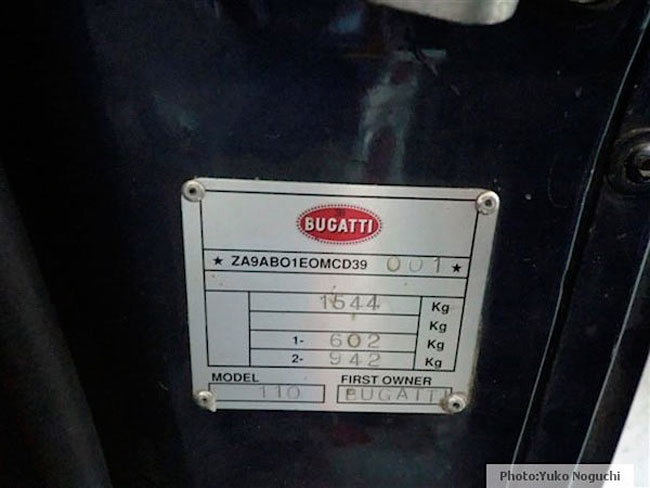 BUGATTI
★ ZA9ABO1EOMCD39 001 ★
1544 Kg
Kg
1- 602 Kg
2- 942 Kg
MODEL FIRST OWNER
110 BUGATTI
Photo:Yuko Noguchi